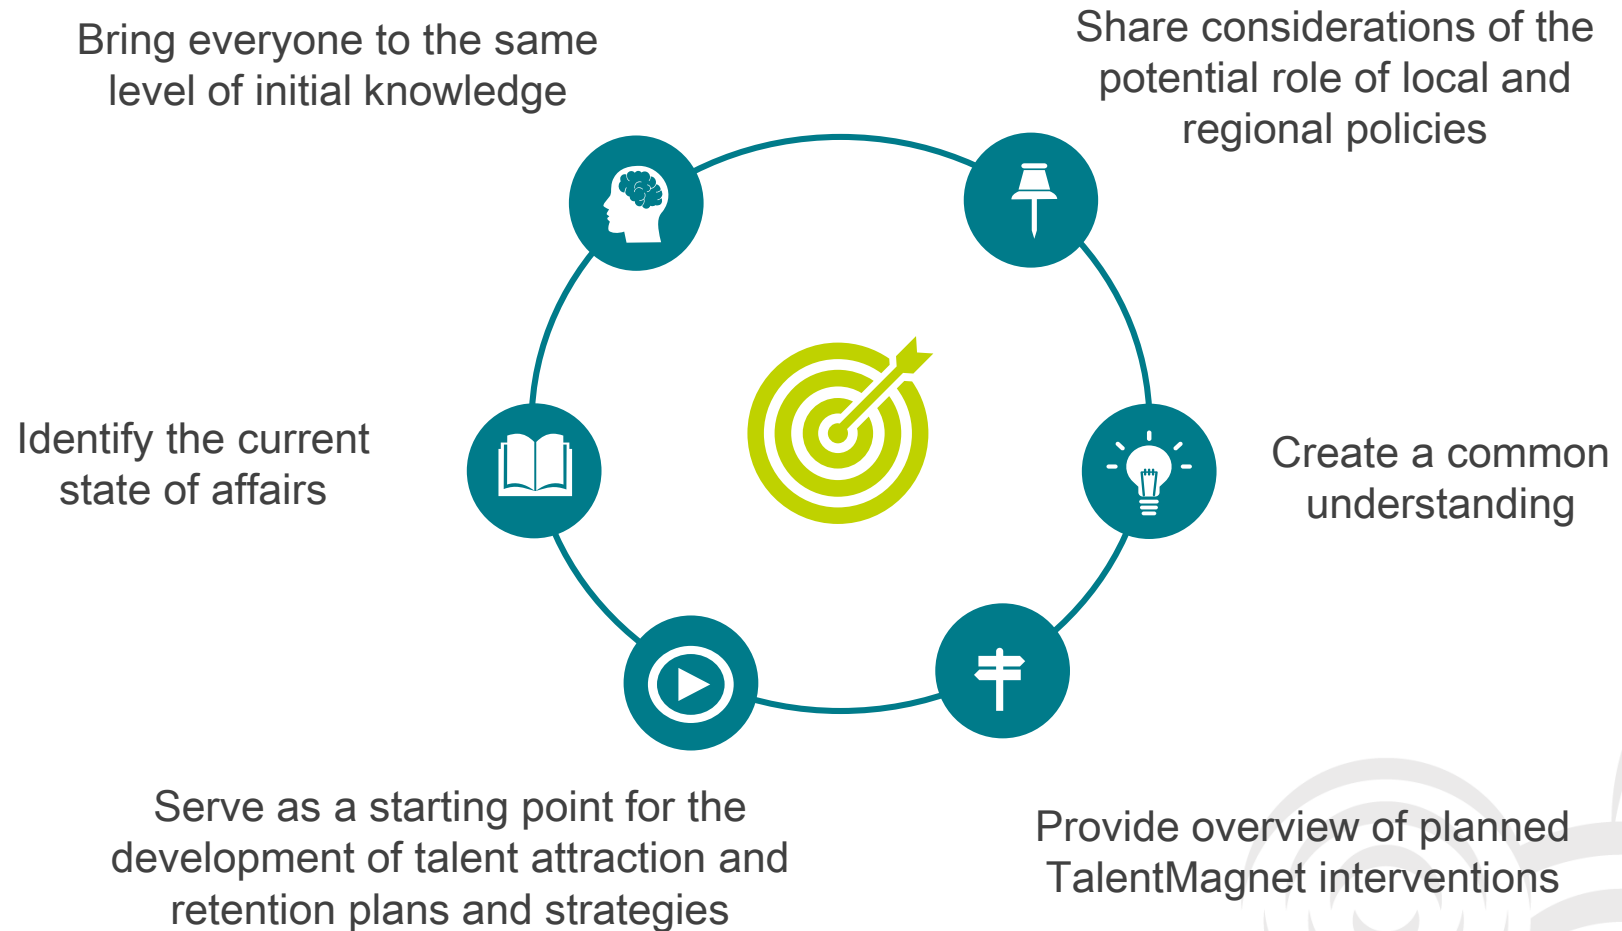 Bring everyone to the same
level of initial knowledge
Share considerations of the
potential role of local and
regional policies
Identify the current
state of affairs
Create a common
understanding
Serve as a starting point for the
development of talent attraction and
retention plans and strategies
Provide overview of planned
TalentMagnet interventions